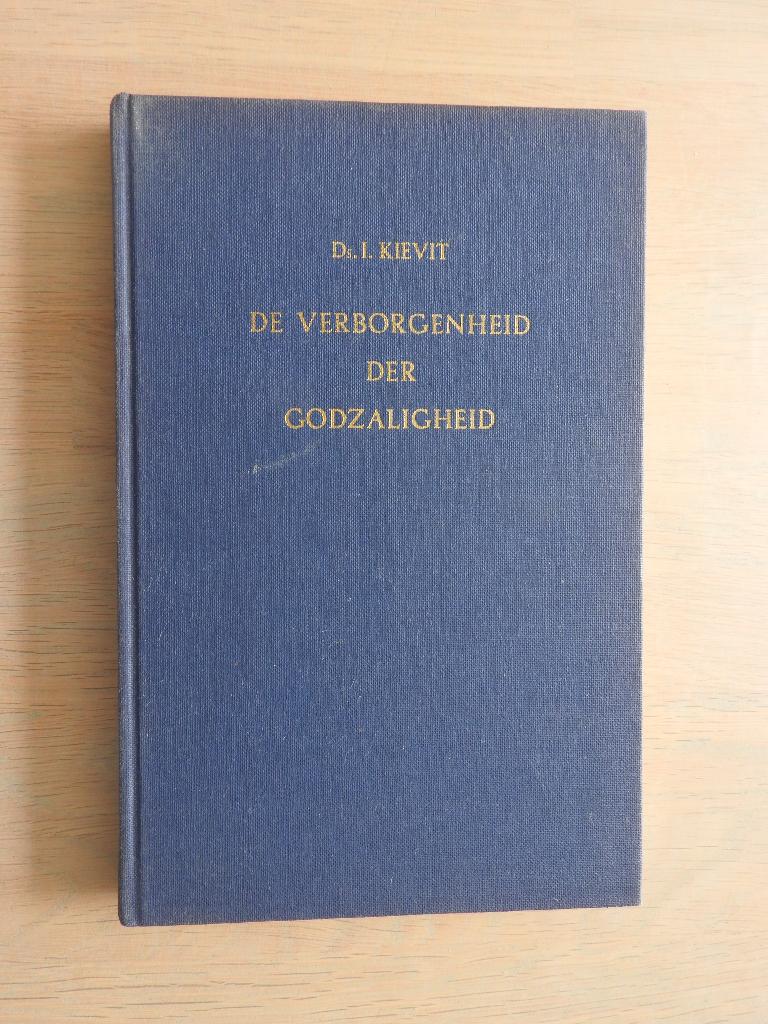 Ds. I. KIEVIT
DE VERBORGENHEID
DER
GODZALIGHEID